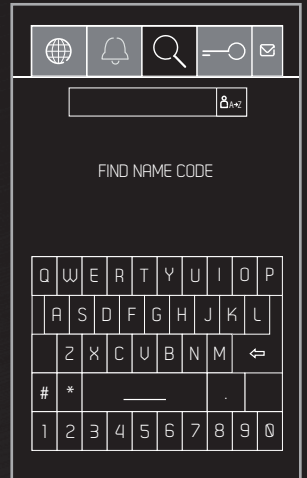 A→Z
FIND NAME CODE
Q W E R T Y U I O P
A S D F G H J K L
Z X C V B N M
# * .
1 2 3 4 5 6 7 8 9 0